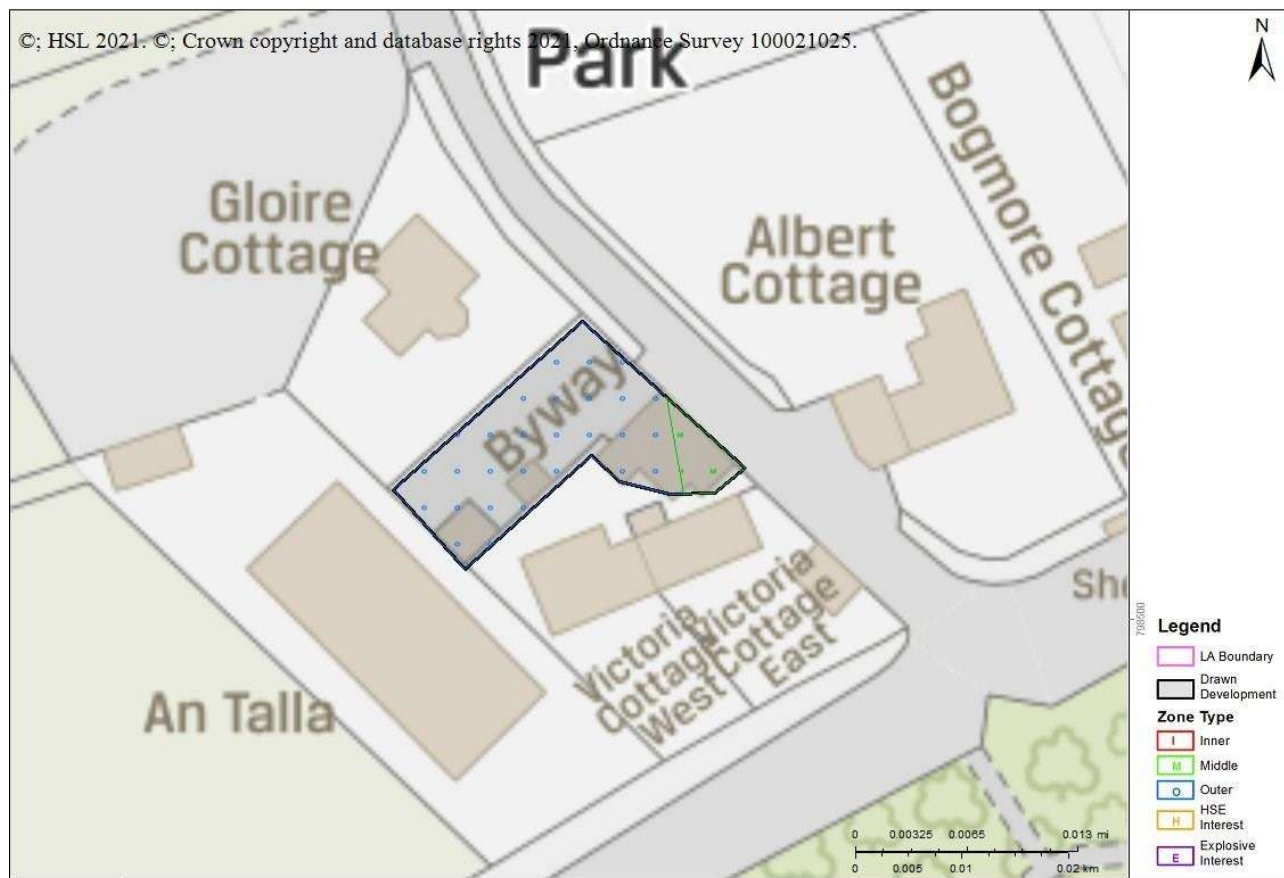 ©; HSL 2021. ©; Crown copyright and database rights 2021, Ordnance Survey 100021025.
N
Park
Bogmore Cottage
Gloire
Cottage
Albert
Cottage
Byway
Victoria
Cottage
West
Victoria
Cottage
East
An Talla
798500
Legend
LA Boundary
Drawn
Development
Zone Type
I Inner
M Middle
O Outer
H HSE
Interest
E Explosive
Interest
0 0.00325 0.0065 0.013 mi
0 0.005 0.01 0.02 km